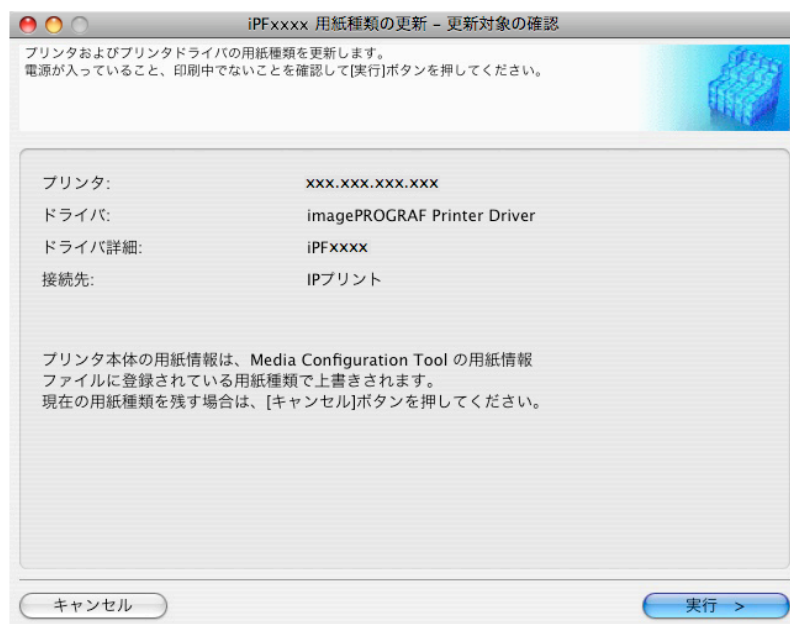 iPFxxxx 用紙種類の更新 – 更新対象の確認
プリンタおよびプリンタドライバの用紙種類を更新します。
電源が入っていること、印刷中でないことを確認して[実行]ボタンを押してください。
プリンタ: xxx.xxx.xxx.xxx
ドライバ: imagePROGRAF Printer Driver
ドライバ詳細: iPFxxxx
接続先: IPプリント
プリンタ本体の用紙情報は、Media Configuration Tool の用紙情報
ファイルに登録されている用紙種類で上書きされます。
現在の用紙種類を残す場合は、[キャンセル]ボタンを押してください。
キャンセル 実行 >